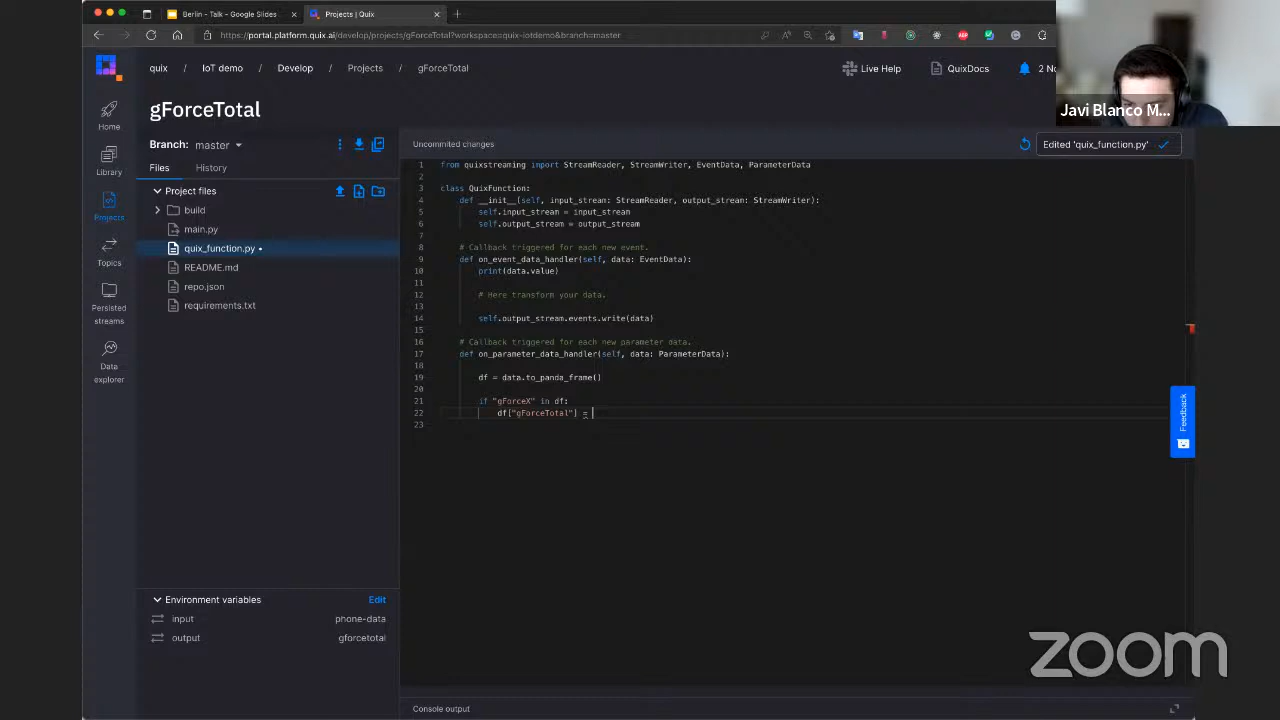 Berlin - Talk - Google Slides
Projects | Quix
https://portal.platform.quix.ai/develop/projects/gForceTotal?workspace=quix-iotdemo&branch=master
quix / IoT demo / Develop / Projects / gForceTotal
Live Help
QuixDocs
2 No
Javi Blanco M...
gForceTotal
Home
Library
Projects
Topics
Persisted
streams
Data
explorer
Branch: master
Files
History
Project files
build
main.py
quix_function.py •
README.md
repo.json
requirements.txt
Environment variables
Edit
input
phone-data
output
gforcetotal
Uncommitted changes
Edited 'quix_function.py'
1 from quixstreaming import StreamReader, StreamWriter, EventData, ParameterData
2
3 class QuixFunction:
4 def __init__(self, input_stream: StreamReader, output_stream: StreamWriter):
5 self.input_stream = input_stream
6 self.output_stream = output_stream
7
8 # Callback triggered for each new event.
9 def on_event_data_handler(self, data: EventData):
10 print(data.value)
11
12 # Here transform your data.
13
14 self.output_stream.events.write(data)
15
16 # Callback triggered for each new parameter data.
17 def on_parameter_data_handler(self, data: ParameterData):
18
19 df = data.to_panda_frame()
20
21 if "gForceX" in df:
22 df["gForceTotal"] =
23
Feedback
Console output
zoom